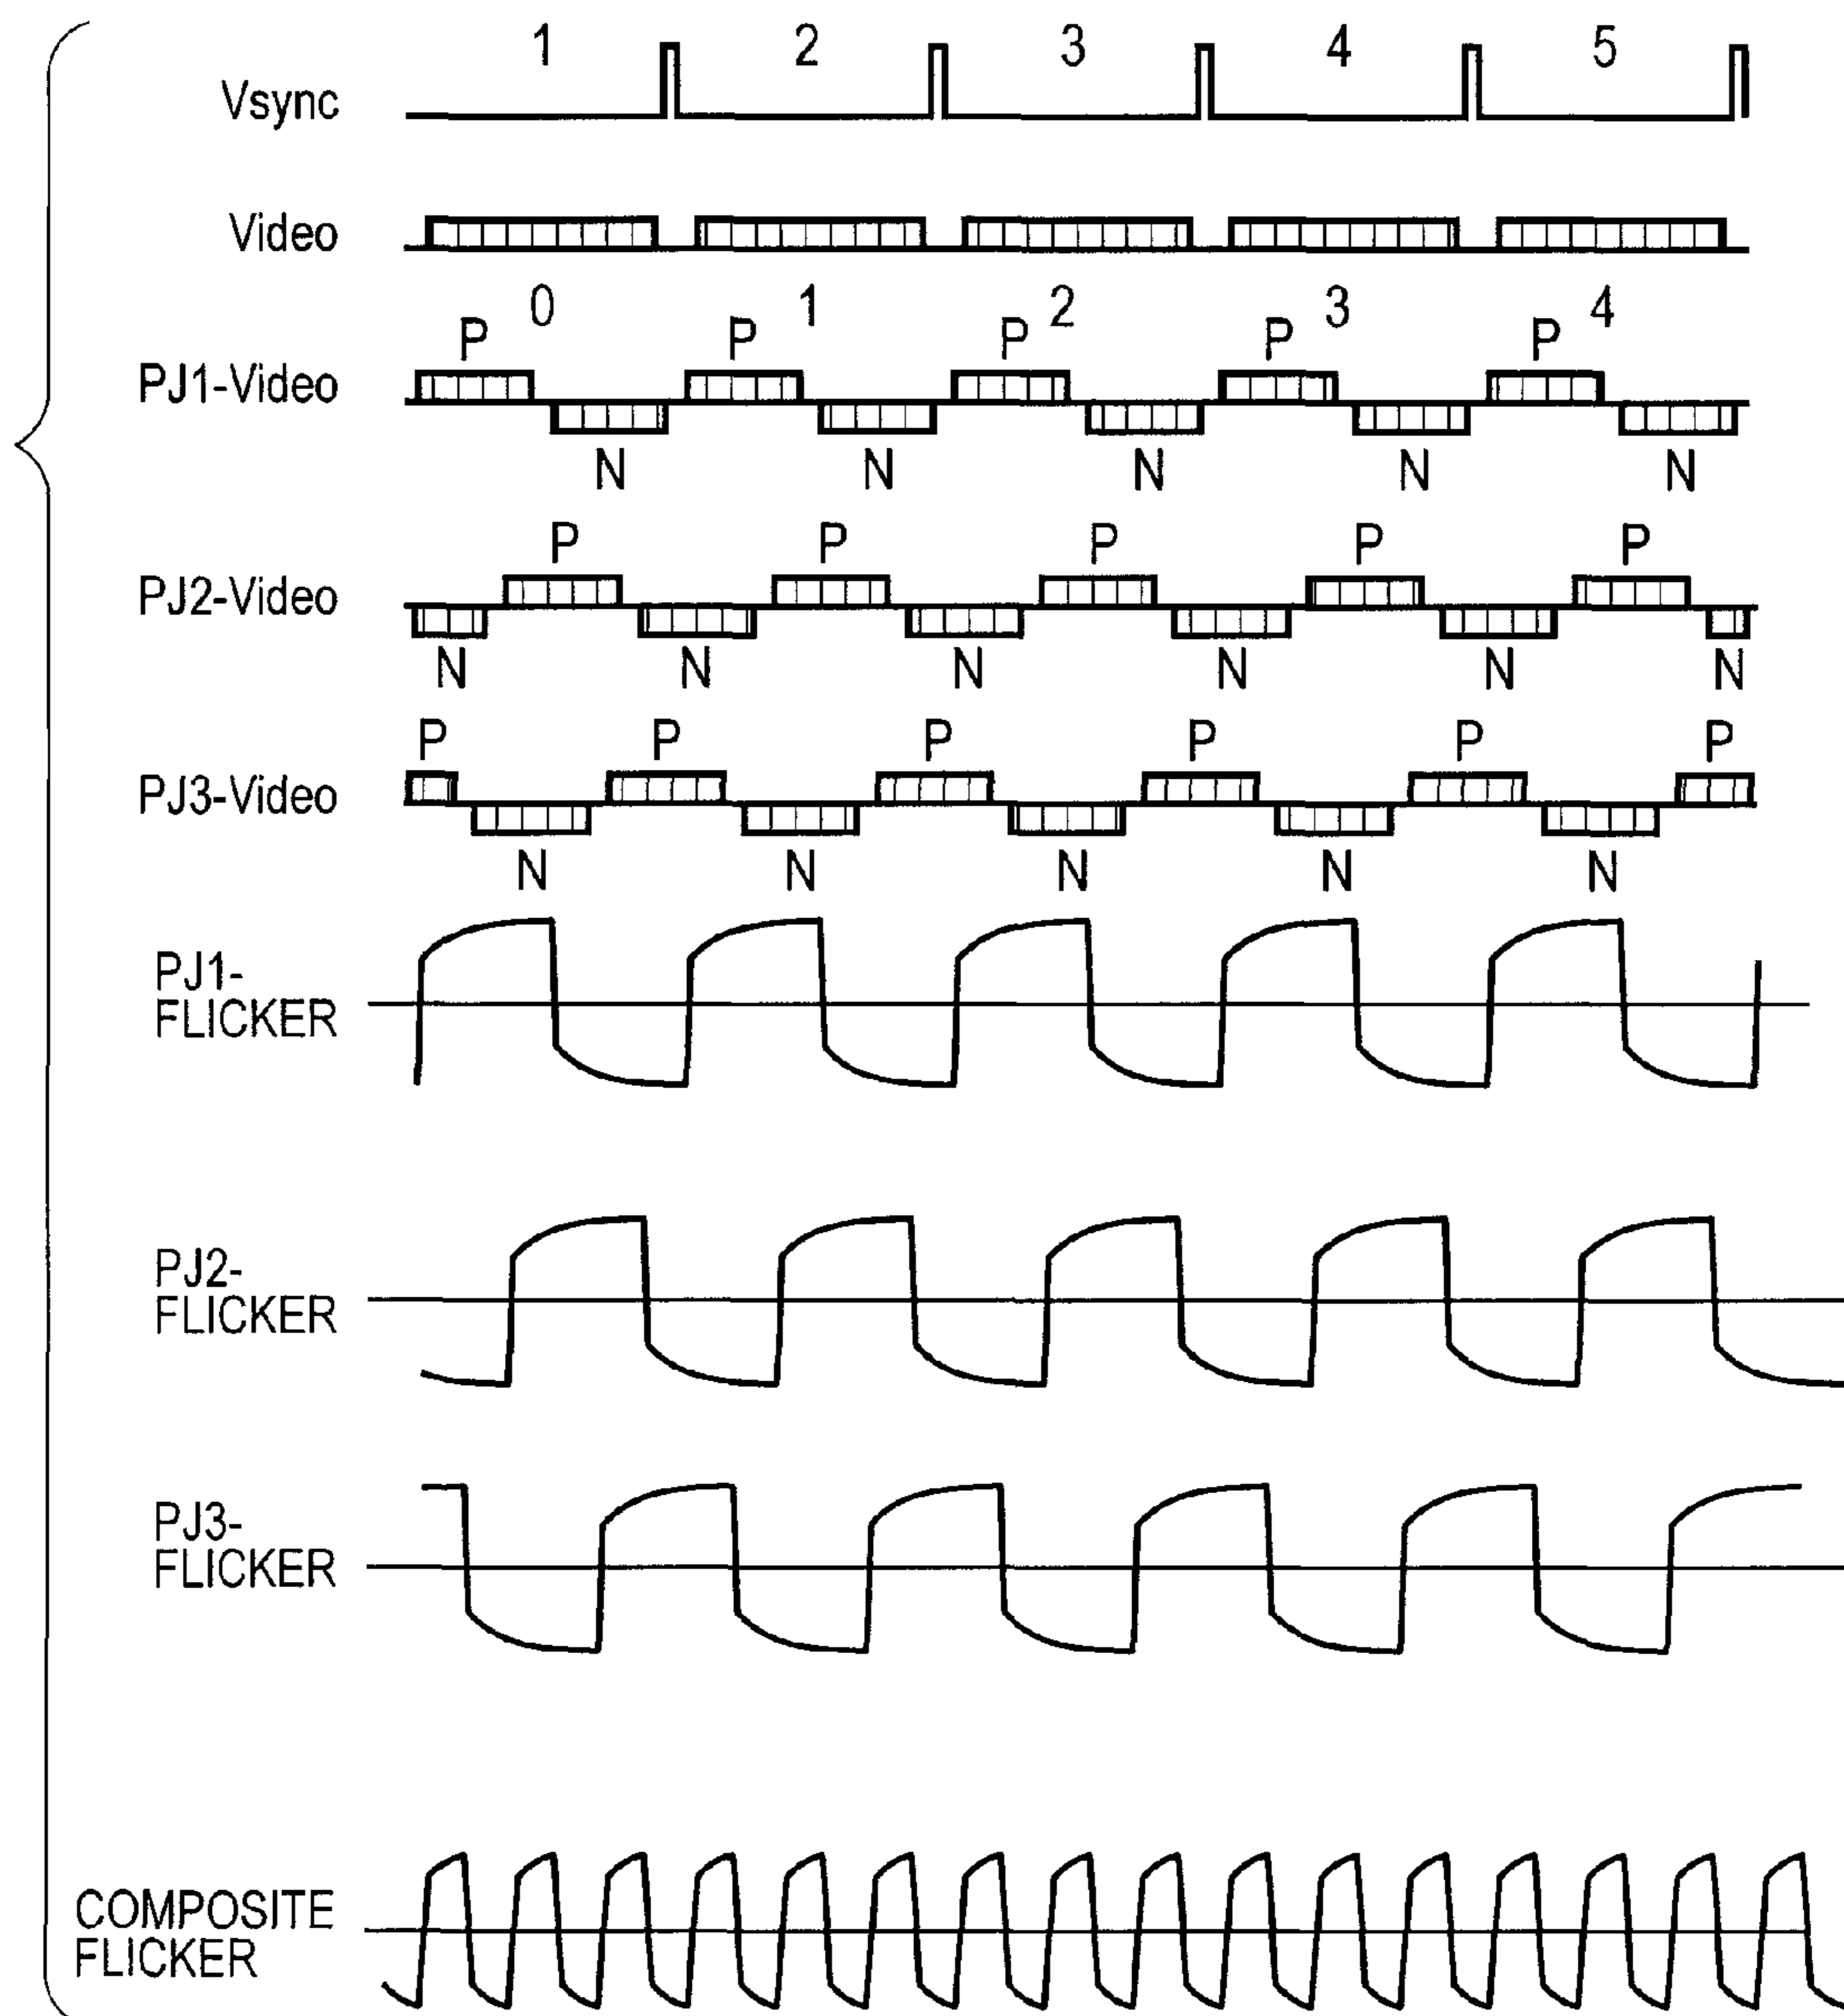 1 2 3 4 5
Vsync
Video
0 1 2 3 4
P P P P P
PJ1-Video
N N N N N
P P P P P
PJ2-Video
N N N N N N
P P P P P P
PJ3-Video
N N N N N
PJ1-
FLICKER
PJ2-
FLICKER
PJ3-
FLICKER
COMPOSITE
FLICKER